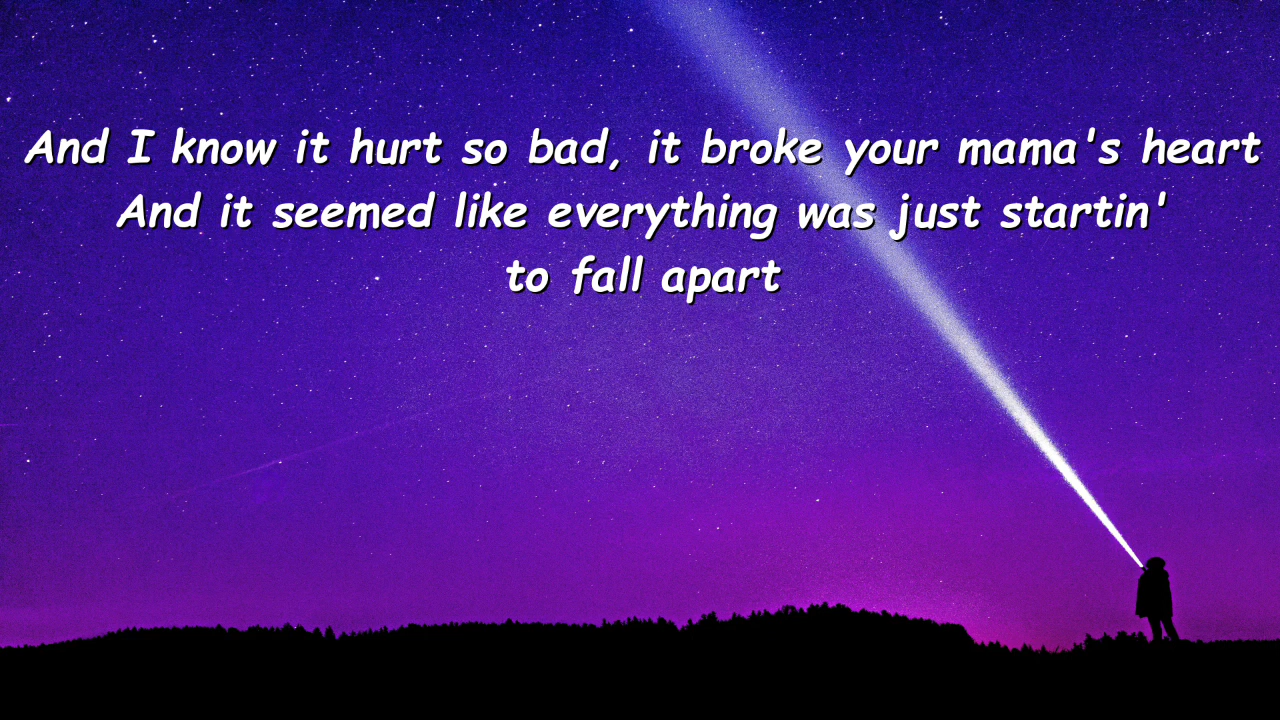 And I know it hurt so bad, it broke your mama's heart
And it seemed like everything was just startin'
to fall apart